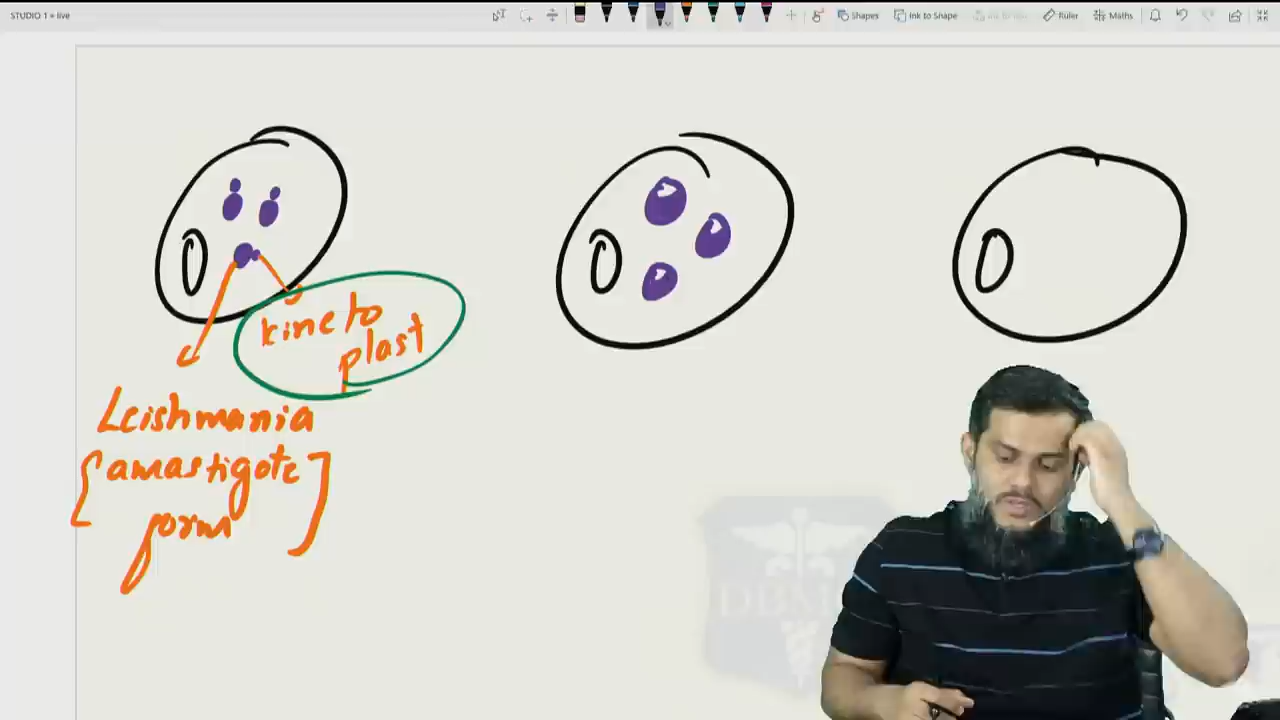 STUDIO 1 • live
Shapes
Ink to Shape
Ruler
Maths
kineto
plast
Leishmania
[amastigote
form]